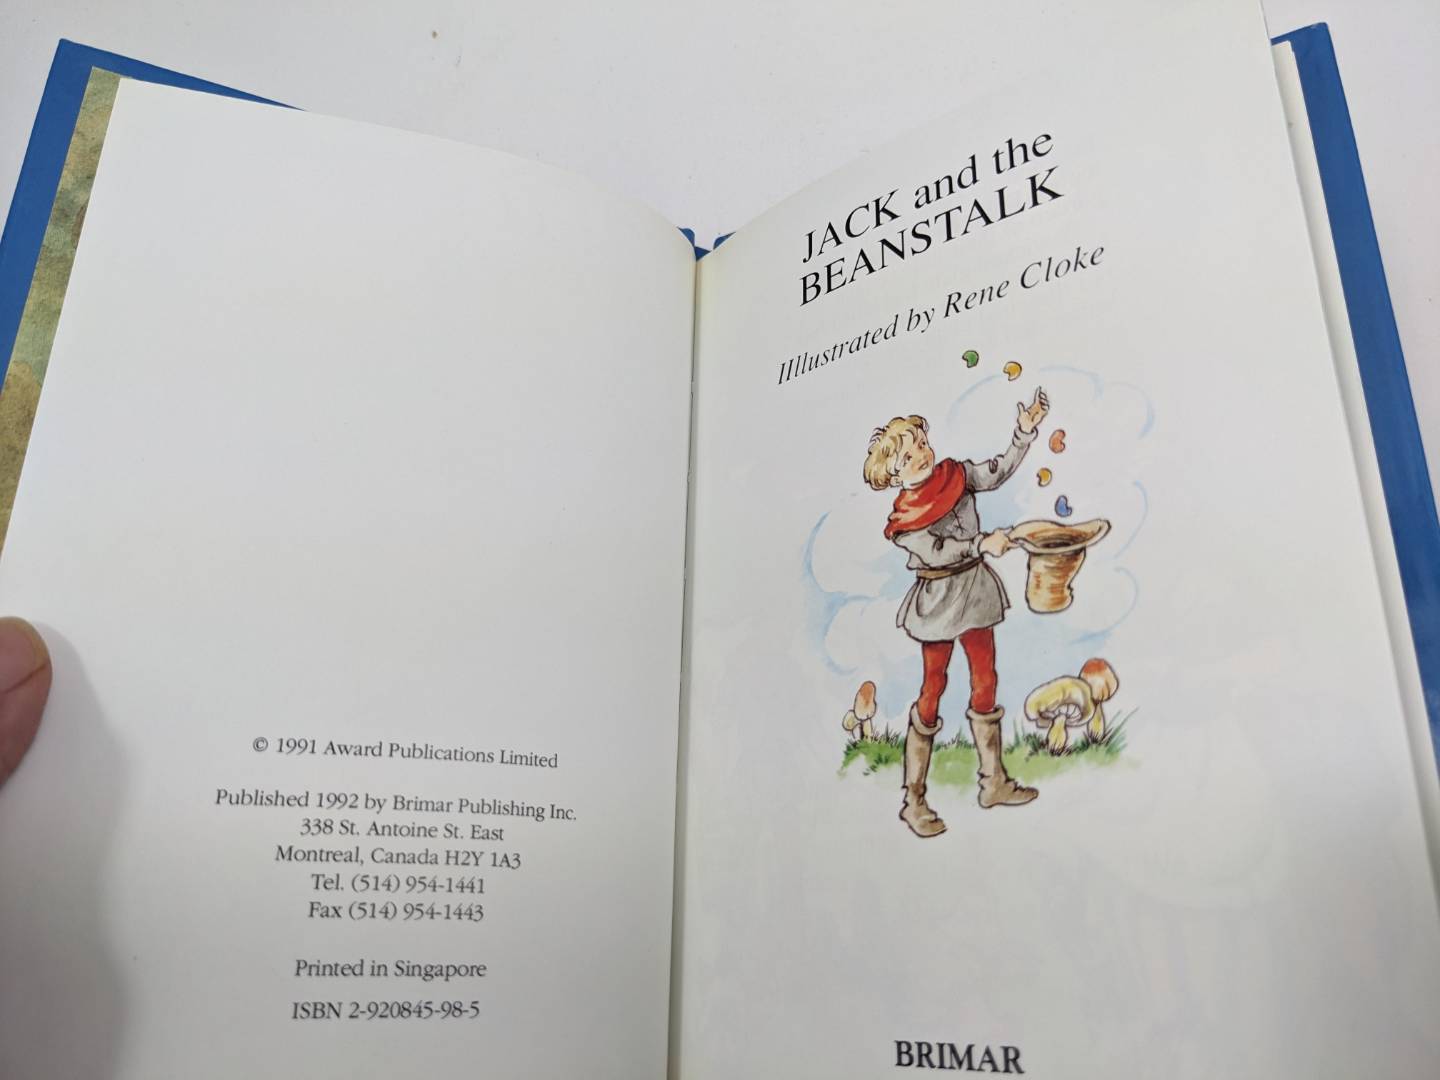 © 1991 Award Publications Limited
Published 1992 by Brimar Publishing Inc.
338 St. Antoine St. East
Montreal, Canada H2Y 1A3
Tel. (514) 954-1441
Fax (514) 954-1443
Printed in Singapore
ISBN 2-920845-98-5
JACK and the
BEANSTALK
IIllustrated by Rene Cloke
BRIMAR